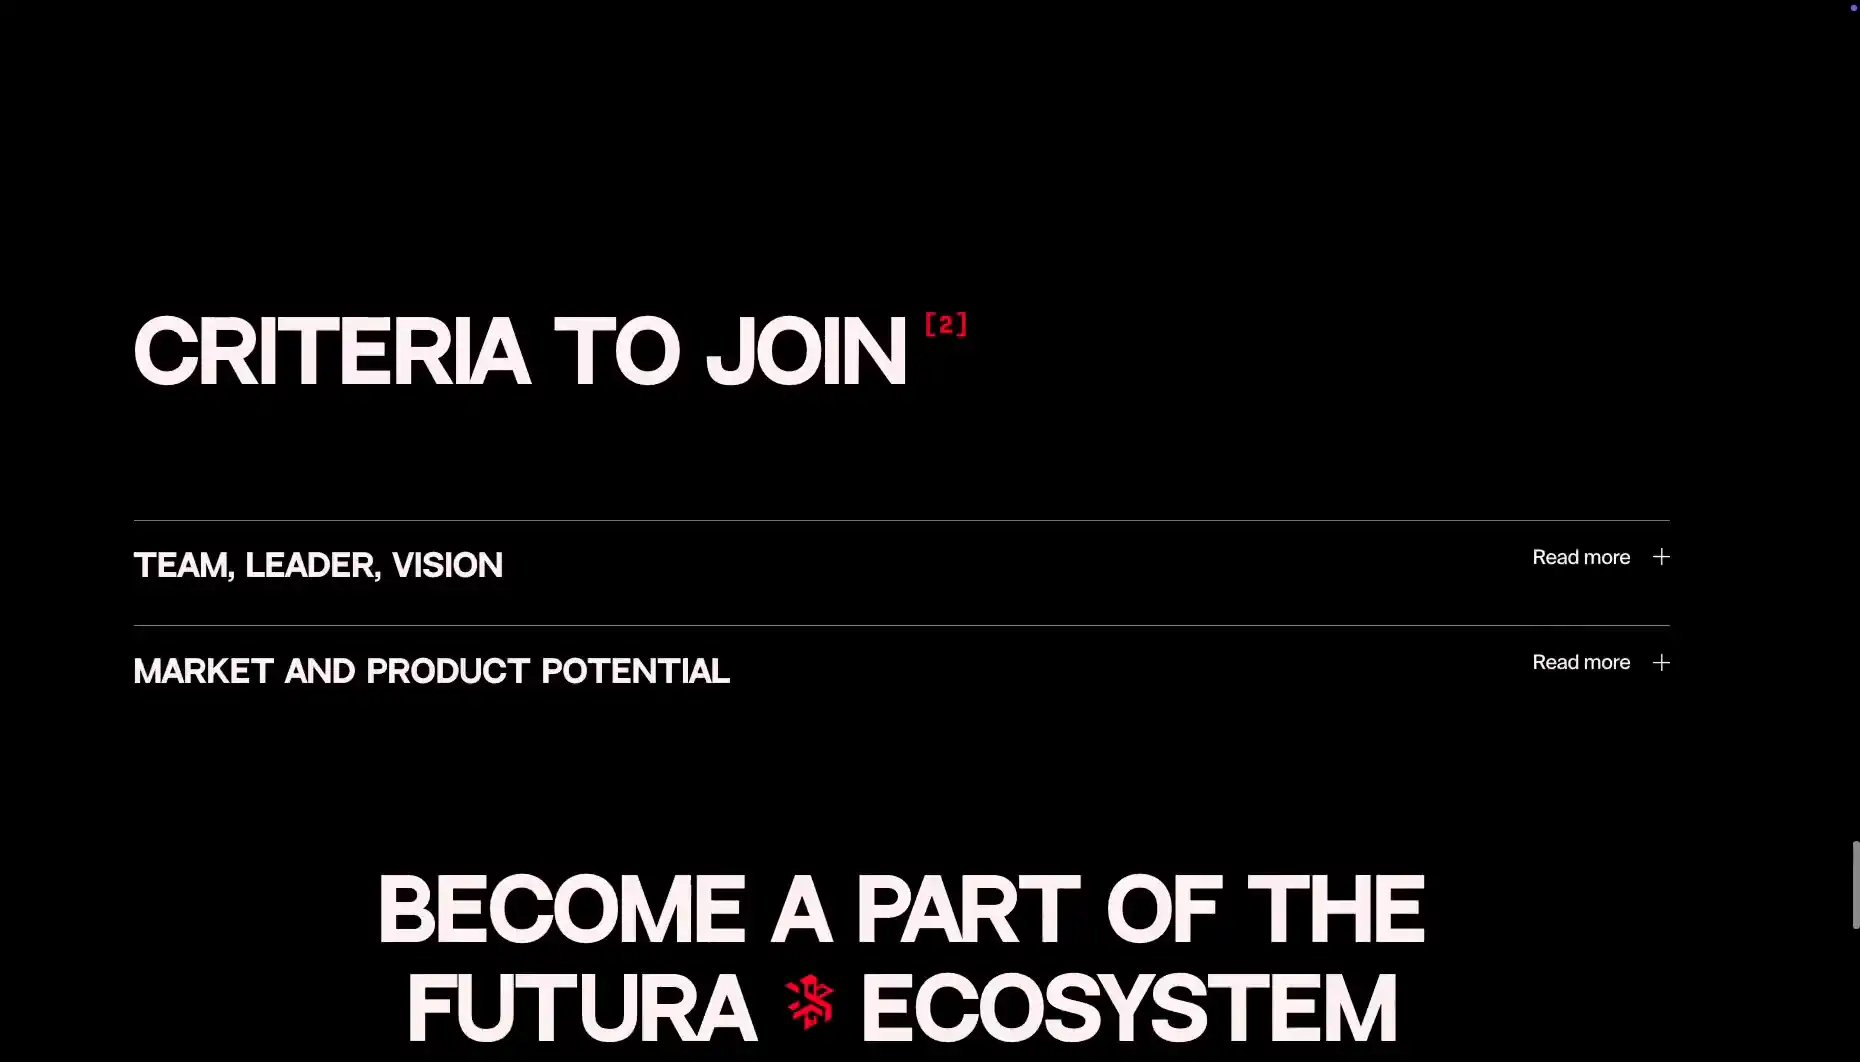 CRITERIA TO JOIN [2]
TEAM, LEADER, VISION
Read more
MARKET AND PRODUCT POTENTIAL
Read more
BECOME A PART OF THE
FUTURA ECOSYSTEM